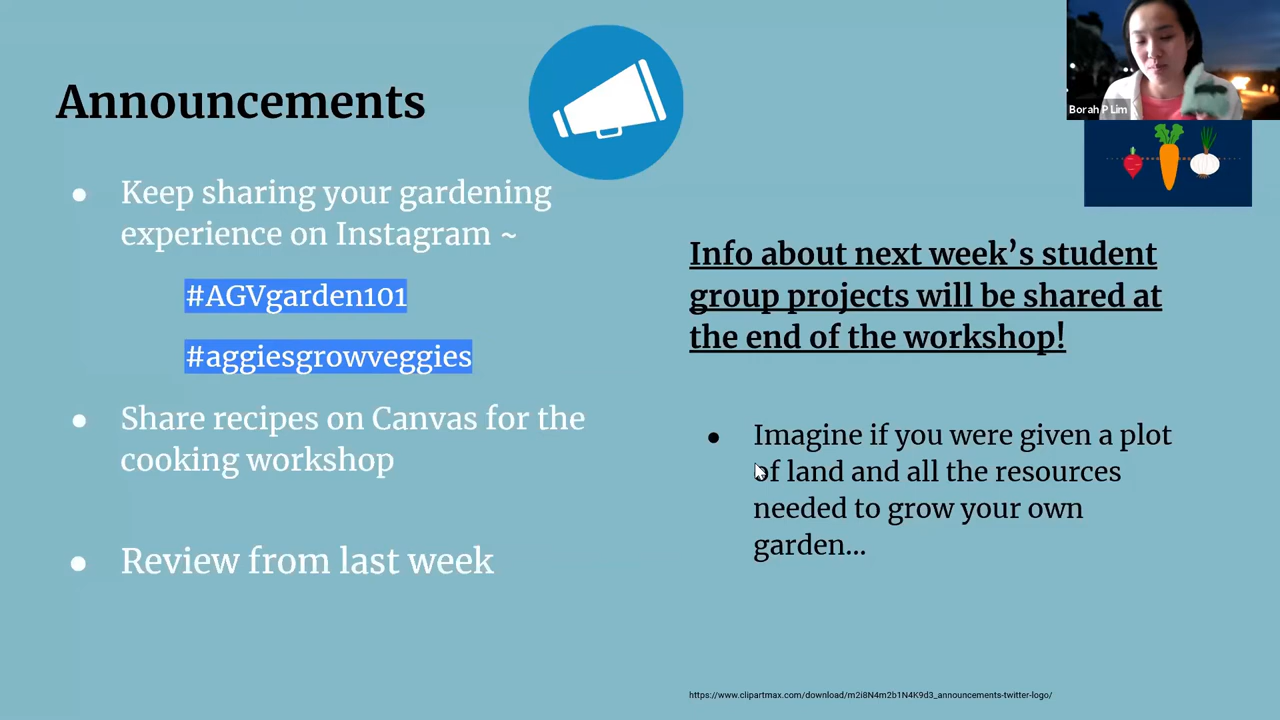 Announcements
Keep sharing your gardening
experience on Instagram ~
#AGVgarden101
#aggiesgrowveggies
Share recipes on Canvas for the
cooking workshop
Review from last week
Borah P Lim
Info about next week’s student
group projects will be shared at
the end of the workshop!
Imagine if you were given a plot
of land and all the resources
needed to grow your own
garden...
https://www.clipartmax.com/download/m2i8N4m2b1N4K9d3_announcements-twitter-logo/